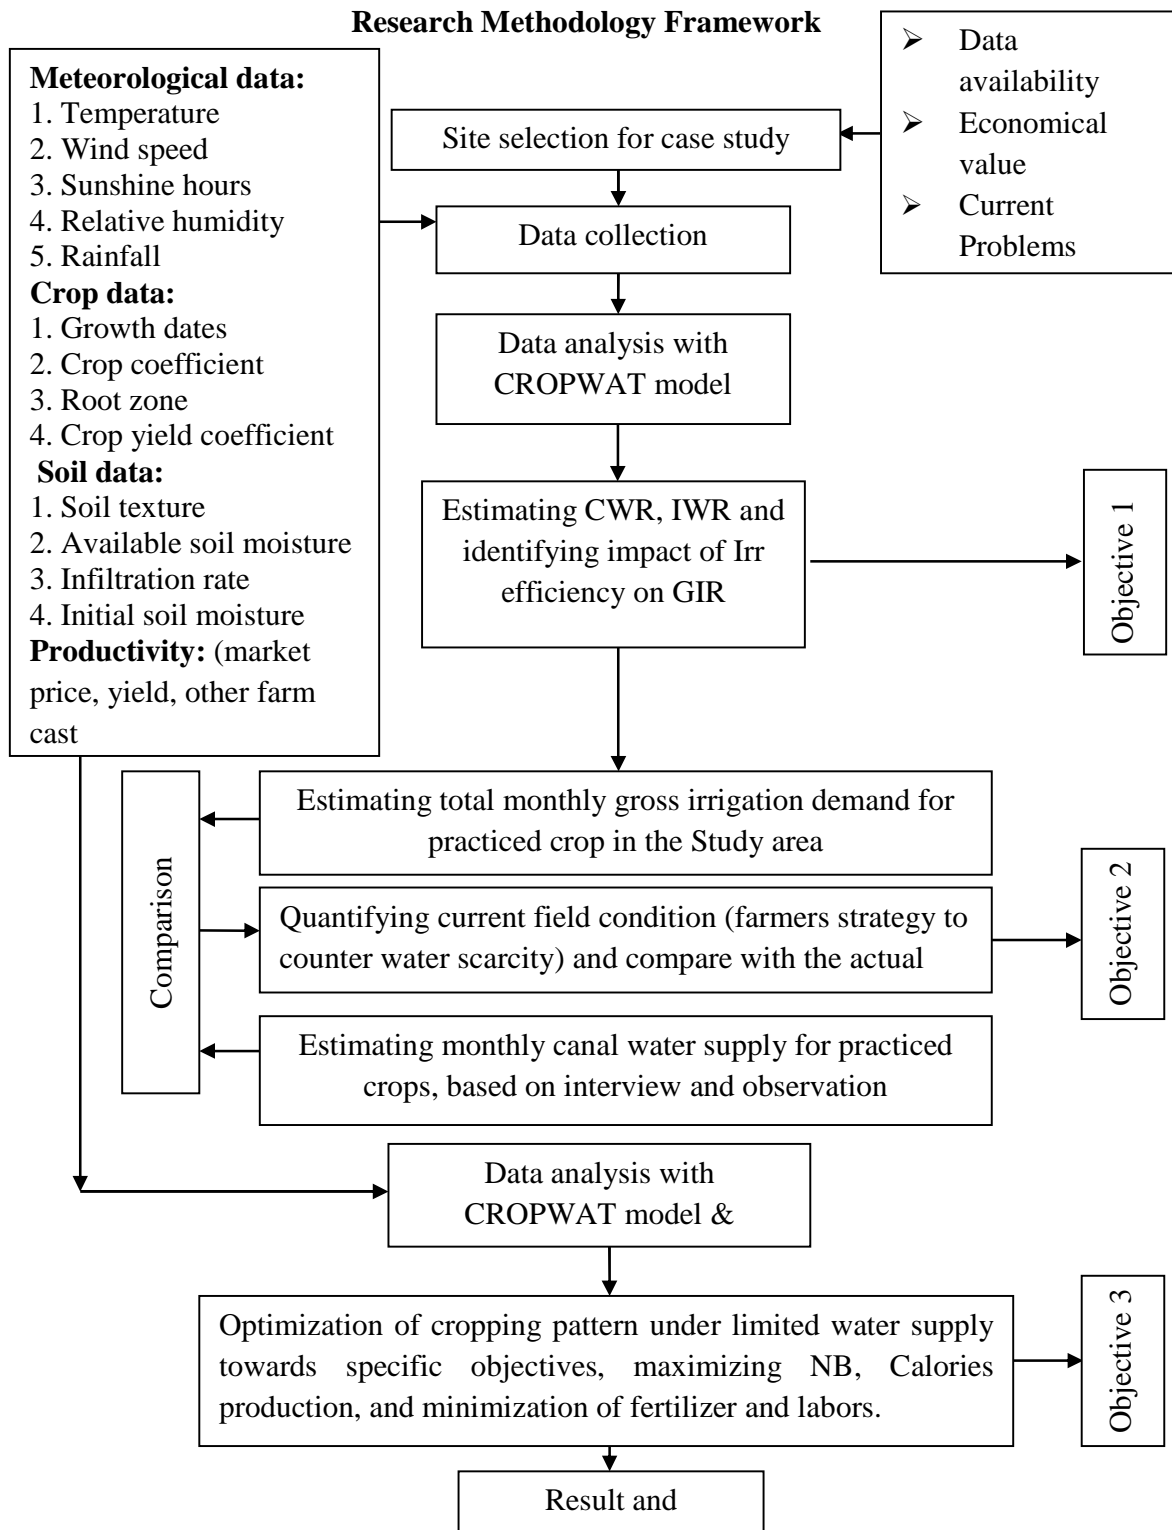 Research Methodology Framework
Meteorological data:
1. Temperature
2. Wind speed
3. Sunshine hours
4. Relative humidity
5. Rainfall
Crop data:
1. Growth dates
2. Crop coefficient
3. Root zone
4. Crop yield coefficient
Soil data:
1. Soil texture
2. Available soil moisture
3. Infiltration rate
4. Initial soil moisture
Productivity: (market
price, yield, other farm
cast
➢ Data
availability
➢ Economical
value
➢ Current
Problems
Site selection for case study
Data collection
Data analysis with
CROPWAT model
Estimating CWR, IWR and
identifying impact of Irr
efficiency on GIR
Objective 1
Comparison
Estimating total monthly gross irrigation demand for
practiced crop in the Study area
Quantifying current field condition (farmers strategy to
counter water scarcity) and compare with the actual
Objective 2
Estimating monthly canal water supply for practiced
crops, based on interview and observation
Data analysis with
CROPWAT model &
Optimization of cropping pattern under limited water supply
towards specific objectives, maximizing NB, Calories
production, and minimization of fertilizer and labors.
Objective 3
Result and